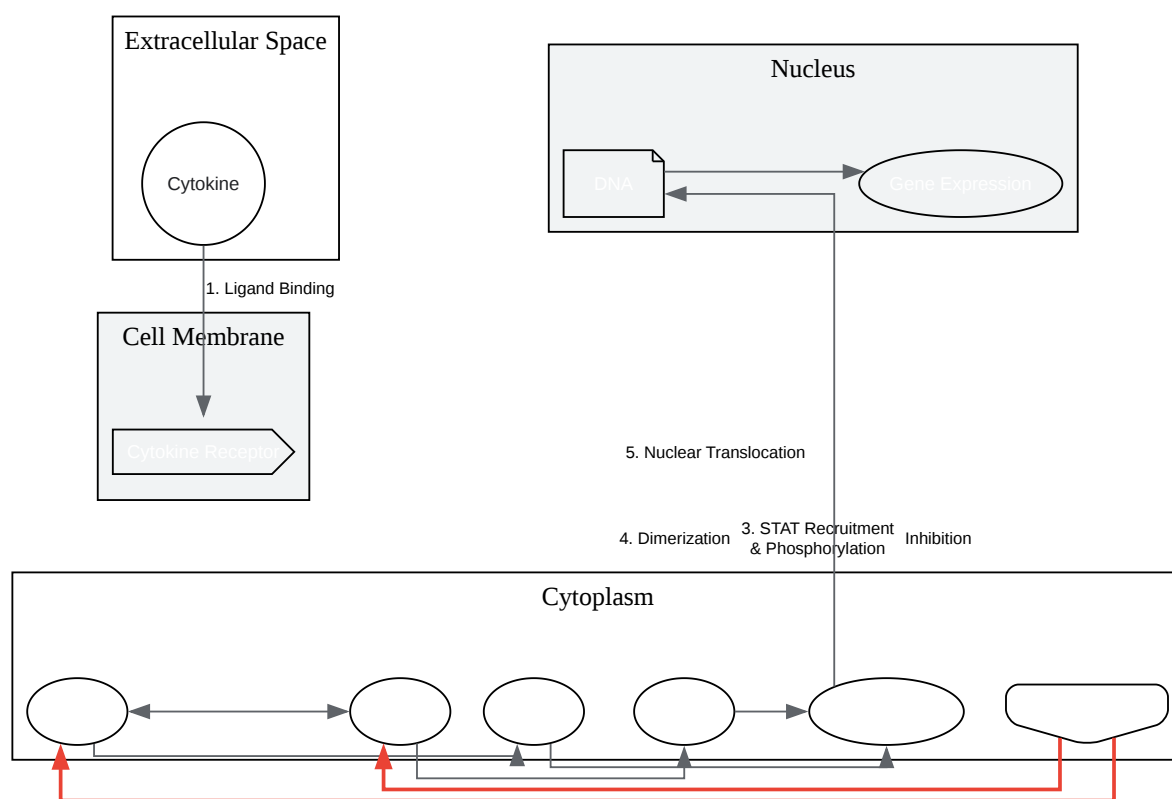 Extracellular Space
Nucleus
Cytokine
DNA
Gene Expression
1. Ligand Binding
Cell Membrane
Cytokine Receptor
5. Nuclear Translocation
4. Dimerization
3. STAT Recruitment
& Phosphorylation
Inhibition
Cytoplasm